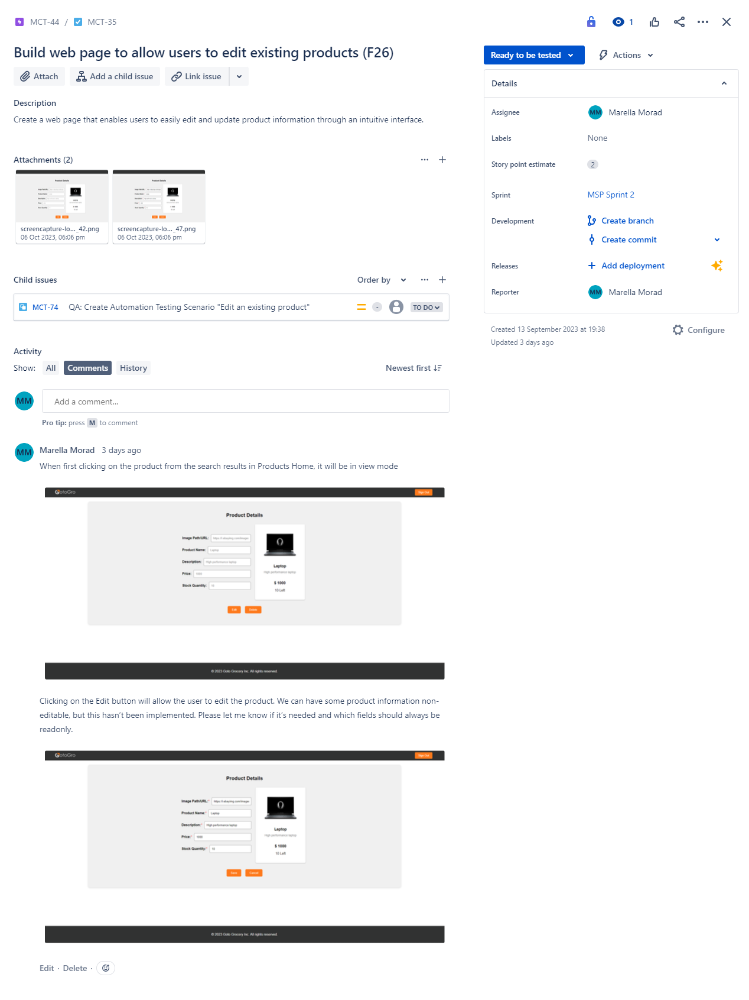 MCT-44 / MCT-35
1
Build web page to allow users to edit existing products (F26)
Attach
Add a child issue
Link issue
Description
Create a web page that enables users to easily edit and update product information through an intuitive interface.
Attachments (2)
Product Details
Product Details
screencapture-lo..._42.png
06 Oct 2023, 06:06 pm
screencapture-lo..._47.png
06 Oct 2023, 06:06 pm
Child issues
Order by
MCT-74 QA: Create Automation Testing Scenario "Edit an existing product"
-
TO DO
Activity
Show: All Comments History
Newest first
MM
Add a comment...
Pro tip: press M to comment
MM
Marella Morad 3 days ago
When first clicking on the product from the search results in Products Home, it will be in view mode
GotoGro
Sign Out
Product Details
Image Path/URL:
Product Name: Laptop
Description: High performance laptop
Price: 1000
Stock Quantity: 10
Laptop
High performance laptop
$ 1000
10 Left
Edit
Delete
© 2023 Goto Grocery Inc. All rights reserved.
Clicking on the Edit button will allow the user to edit the product. We can have some product information non-
editable, but this hasn't been implemented. Please let me know if it's needed and which fields should always be
readonly.
GotoGro
Sign Out
Product Details
Image Path/URL:*
Product Name:* Laptop
Description:* High performance laptop
Price:* 1000
Stock Quantity:* 10
Laptop
High performance laptop
$ 1000
10 Left
Save
Cancel
© 2023 Goto Grocery Inc. All rights reserved.
Edit · Delete ·
Ready to be tested
Actions
Details
Assignee
MM Marella Morad
Labels
None
Story point estimate
2
Sprint
MSP Sprint 2
Development
Create branch
Create commit
Releases
Add deployment
Reporter
MM Marella Morad
Created 13 September 2023 at 19:38
Updated 3 days ago
Configure